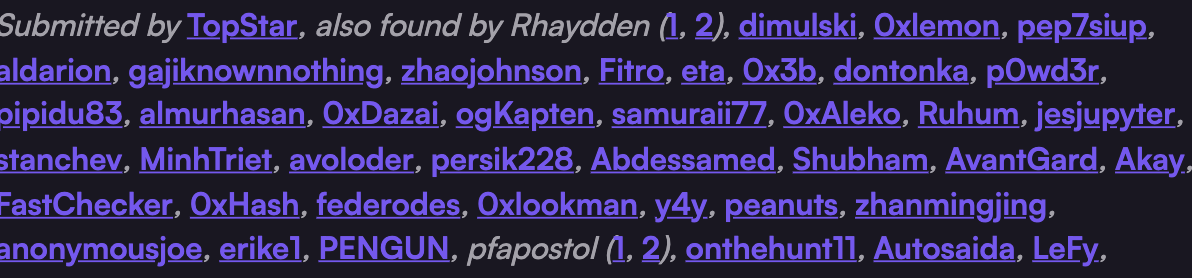 Submitted by TopStar, also found by Rhaydden (1, 2), dimulski, 0xlemon, pep7siup,
aldarion, gajiknownnothing, zhaojohnson, Fitro, eta, 0x3b, dontonka, p0wd3r,
pipidu83, almurhasan, 0xDazai, ogKapten, samuraii77, 0xAleko, Ruhum, jesjupyter,
stanchev, MinhTriet, avoloder, persik228, Abdessamed, Shubham, AvantGard, Akay,
FastChecker, 0xHash, federodes, 0xlookman, y4y, peanuts, zhanmingjing,
anonymousjoe, erike1, PENGUN, pfapostol (1, 2), onthehunt11, Autosaida, LeFy,